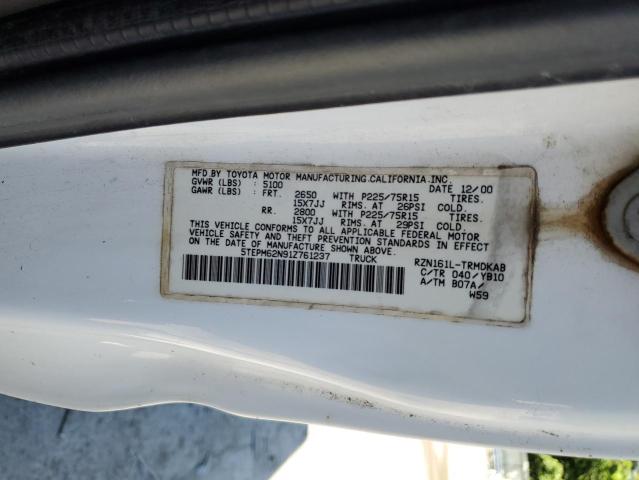 MFD BY TOYOTA MOTOR MANUFACTURING.CALIFORNIA.INC.
GVWR (LBS) : 5100 DATE 12/00
GAWR (LBS) : FRT. 2650 WITH P225/75R15 TIRES.
15X7JJ RIMS. AT 26PSI COLD.
RR. 2800 WITH P225/75R15 TIRES.
15X7JJ RIMS. AT 29PSI COLD.
THIS VEHICLE CONFORMS TO ALL APPLICABLE FEDERAL MOTOR
VEHICLE SAFETY AND THEFT PREVENTION STANDARDS IN EFFECT
ON THE DATE OF MANUFACTURE SHOWN ABOVE.
5TEPM62N91Z761237 TRUCK RZN161L-TRMDKAB
C/TR 040/YB10
A/TM B07A/
W59